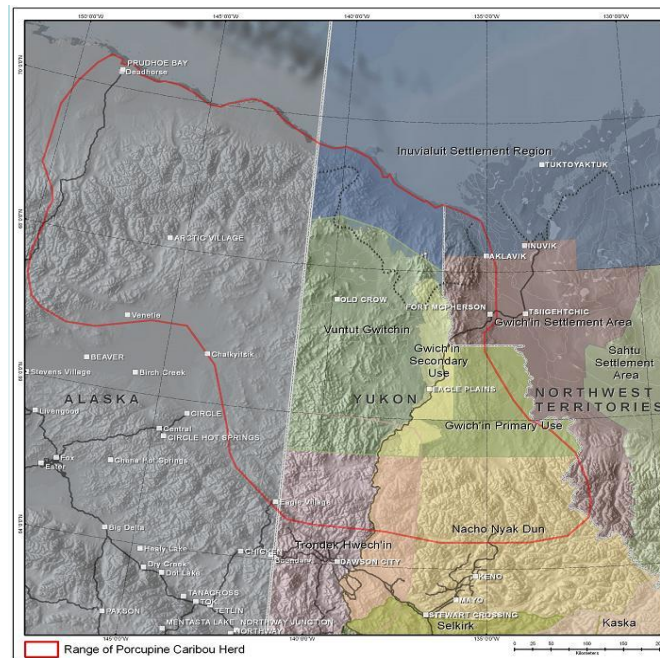 150°0'0"W
140°0'0"W
135°0'0"W
130°0'0"W
PRUDHOE BAY
Deadhorse
Inuvialuit Settlement Region
TUKTOYAKTUK
ARCTIC VILLAGE
INUVIK
AKLAVIK
OLD CROW
FORT MCPHERSON
TSIIGEHTCHIC
Venetie
Vuntut Gwitchin
Gwich'in Settlement Area
Gwich'in
Secondary
Use
Sahtu
Settlement
Area
BEAVER
Chalkyitsik
Stevens Village
Birch Creek
EAGLE PLAINS
NORTHWEST
TERRITORIES
ALASKA
YUKON
Livengood
CIRCLE
Central
CIRCLE HOT SPRINGS
Gwich'in Primary Use
Fox
Ester
Chena Hot Springs
Eagle Village
Big Delta
Nacho Nyak Dun
Healy Lake
CHICKEN
Trondek Hwech'in
Boundary
DAWSON CITY
Dry Creek
Dot Lake
KENO
TANACROSS
TOK
TETLIN
MAYO
PAXSON
STEWART CROSSING
MENTASTA LAKE
NORTHWAY JUNCTION
NORTHWAY
Selkirk
Kaska
145°0'0"W
140°0'0"W
135°0'0"W
Range of Porcupine Caribou Herd
Kilometers